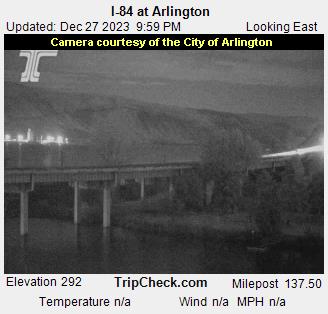 I-84 at Arlington
Updated: Dec 27 2023 9:59 PM Looking East
Camera courtesy of the City of Arlington
Elevation 292 TripCheck.com Milepost 137.50
Temperature n/a Wind n/a MPH n/a